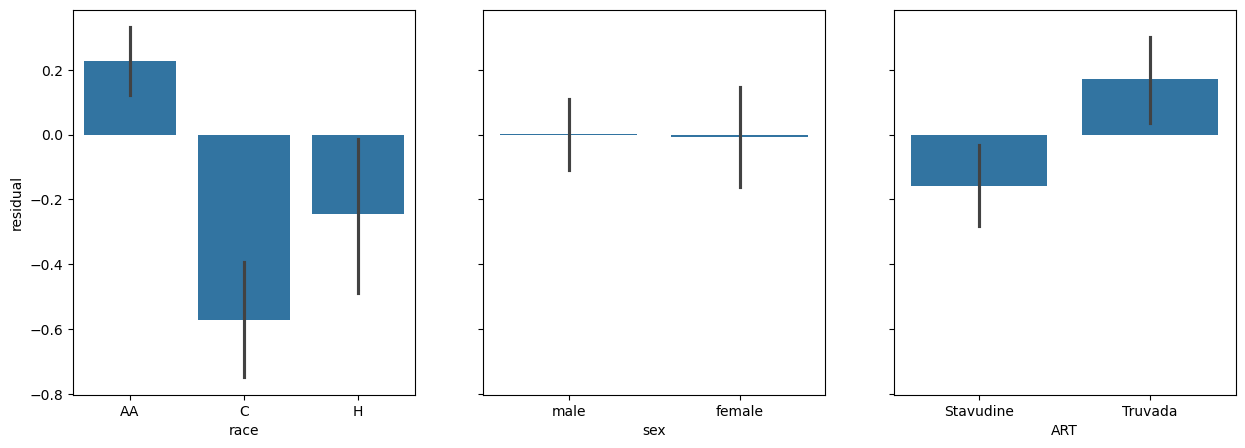 residual
0.2
0.0
−0.2
−0.4
−0.6
−0.8
AA C H
race
male female
sex
Stavudine Truvada
ART